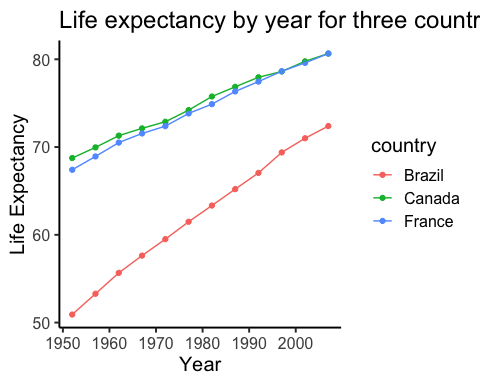 Life expectancy by year for three countr
80
70
60
50
Life Expectancy
1950 1960 1970 1980 1990 2000
Year
country
Brazil
Canada
France